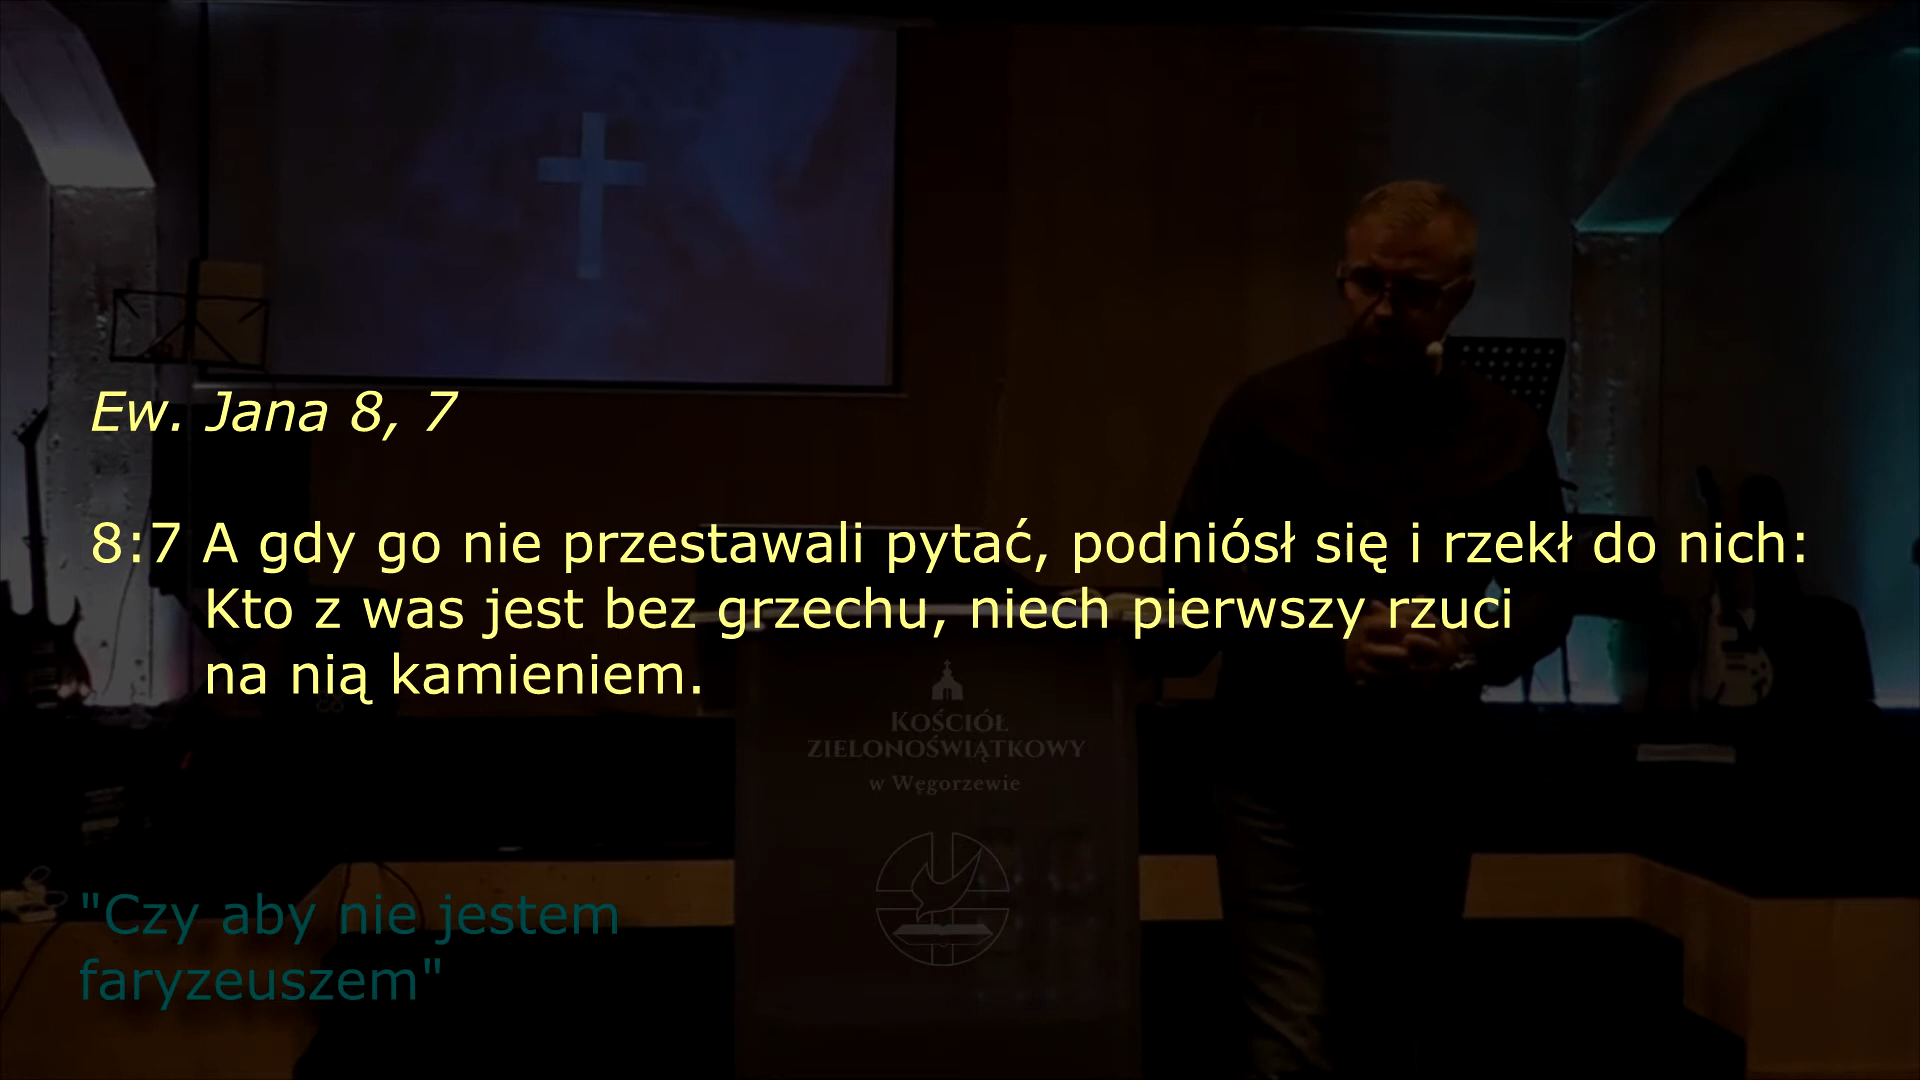 Ew. Jana 8, 7
8:7 A gdy go nie przestawali pytać, podniósł się i rzekł do nich:
Kto z was jest bez grzechu, niech pierwszy rzuci
na nią kamieniem.
KOŚCIÓŁ
ZIELONOŚWIĄTKOWY
w Węgorzewie
"Czy aby nie jestem
faryzeuszem"